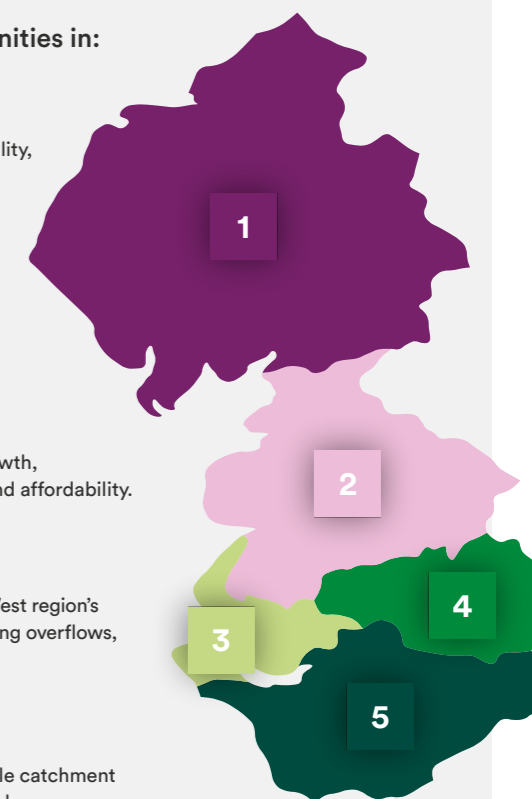 nities in:
lity,
1
wth,
nd affordability.
2
est region's
ng overflows,
4
3
5
le catchment